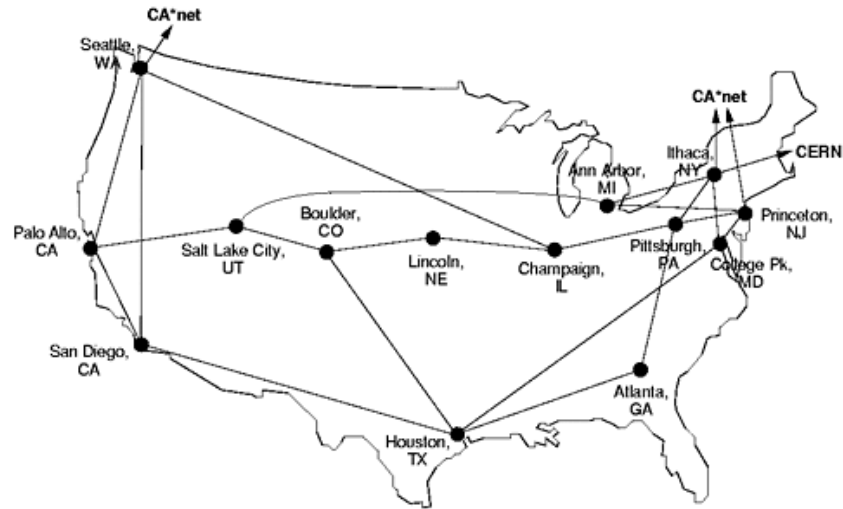 CA*net
Seattle,
WA
CA*net
Ithaca,
NY
CERN
Ann Arbor,
MI
Palo Alto,
CA
Salt Lake City,
UT
Boulder,
CO
Lincoln,
NE
Champaign,
IL
Pittsburgh,
PA
Princeton,
NJ
College Pk,
MD
San Diego,
CA
Atlanta,
GA
Houston,
TX